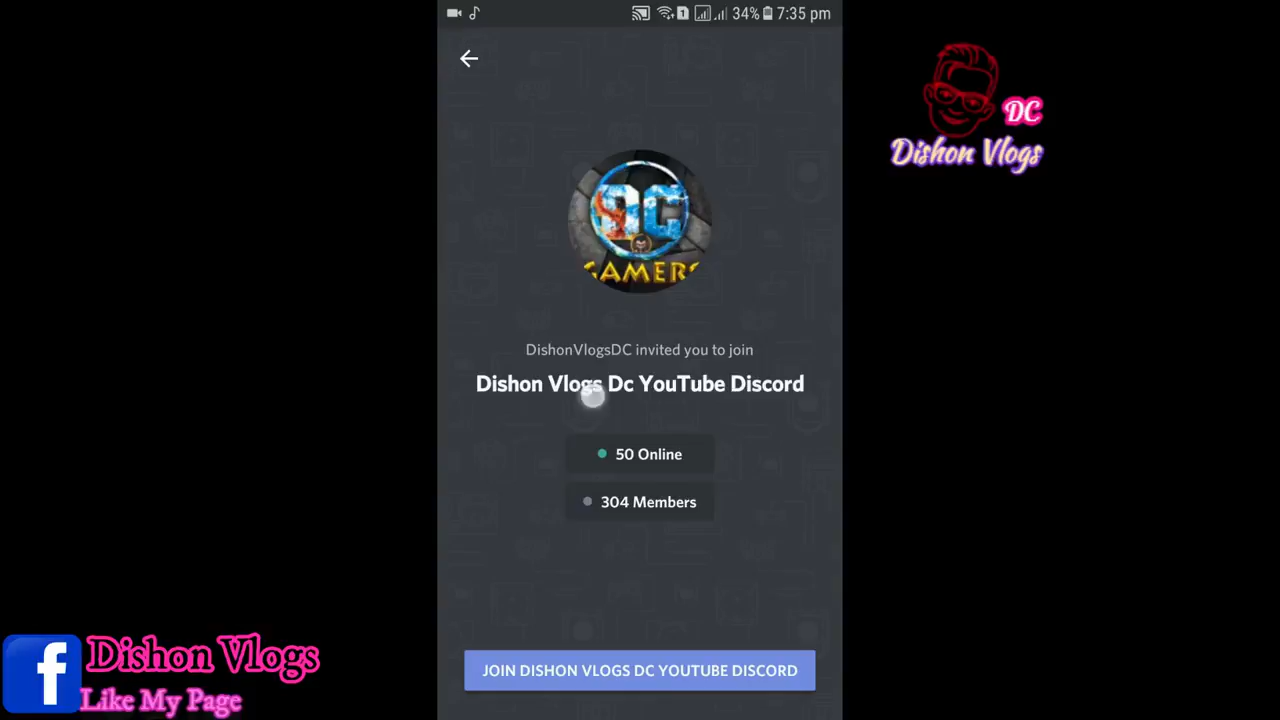 34% 7:35 pm
DC
Dishon Vlogs
DC
GAMERS
DishonVlogsDC invited you to join
Dishon Vlogs Dc YouTube Discord
50 Online
304 Members
JOIN DISHON VLOGS DC YOUTUBE DISCORD
f Dishon Vlogs
Like My Page